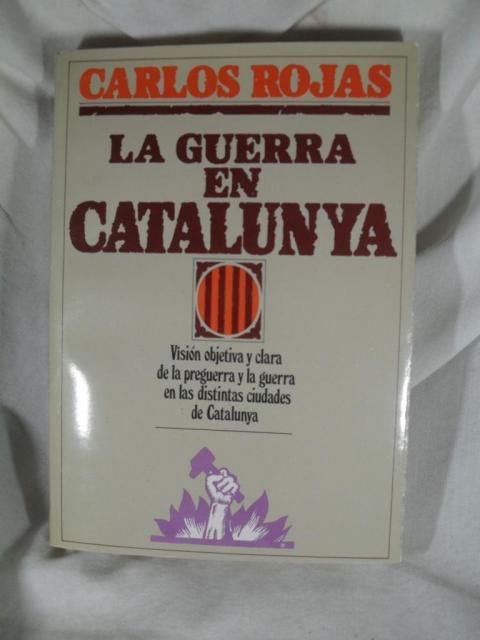 CARLOS ROJAS
LA GUERRA
EN
CATALUNYA
Visión objetiva y clara
de la preguerra y la guerra
en las distintas ciudades
de Catalunya